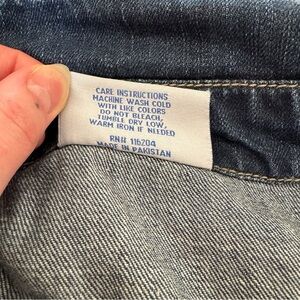 CARE INSTRUCTIONS:
MACHINE WASH COLD
WITH LIKE COLORS
DO NOT BLEACH,
TUMBLE DRY LOW,
WARM IRON IF NEEDED
RN# 116204
MADE IN PAKISTAN